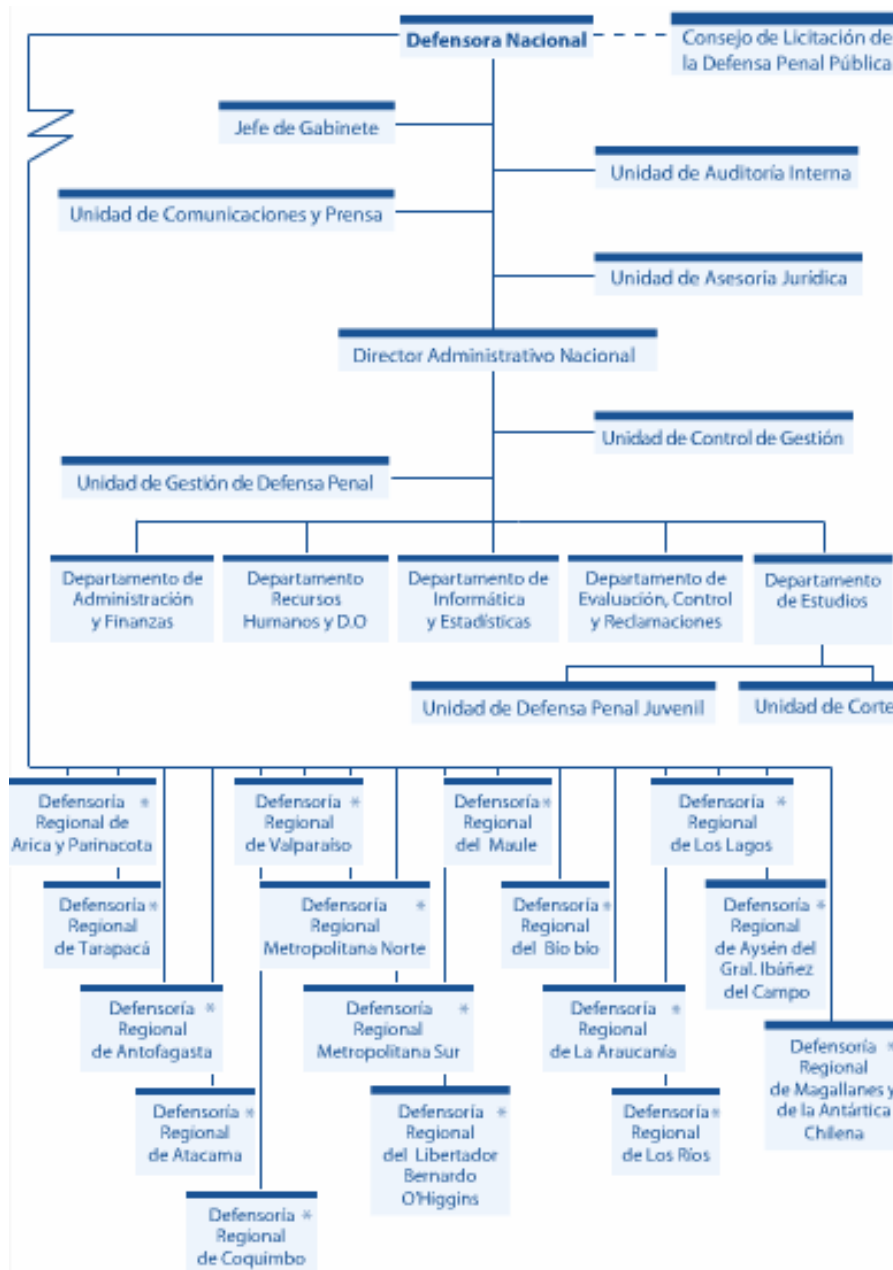 Defensora Nacional
Consejo de Licitación de
la Defensa Penal Pública
Jefe de Gabinete
Unidad de Auditoría Interna
Unidad de Comunicaciones y Prensa
Unidad de Asesoría Jurídica
Director Administrativo Nacional
Unidad de Control de Gestión
Unidad de Gestión de Defensa Penal
Departamento de
Administración
y Finanzas
Departamento
Recursos
Humanos y D.O
Departamento de
Informática
y Estadísticas
Departamento de
Evaluación, Control
y Reclamaciones
Departamento
de Estudios
Unidad de Defensa Penal Juvenil
Unidad de Corte
Defensoría *
Regional de
Arica y Parinacota
Defensoría *
Regional
de Valparaíso
Defensoría *
Regional
del Maule
Defensoría *
Regional
de Los Lagos
Defensoría *
Regional
de Tarapacá
Defensoría *
Regional
Metropolitana Norte
Defensoría *
Regional
del Bío bío
Defensoría *
Regional
de Aysén del
Gral. Ibáñez
del Campo
Defensoría *
Regional
de Antofagasta
Defensoría *
Regional
Metropolitana Sur
Defensoría *
Regional
de La Araucanía
Defensoría *
Regional
de Magallanes y
de la Antártica
Chilena
Defensoría *
Regional
de Atacama
Defensoría *
Regional
del Libertador
Bernardo
O'Higgins
Defensoría *
Regional
de Los Ríos
Defensoría *
Regional
de Coquimbo